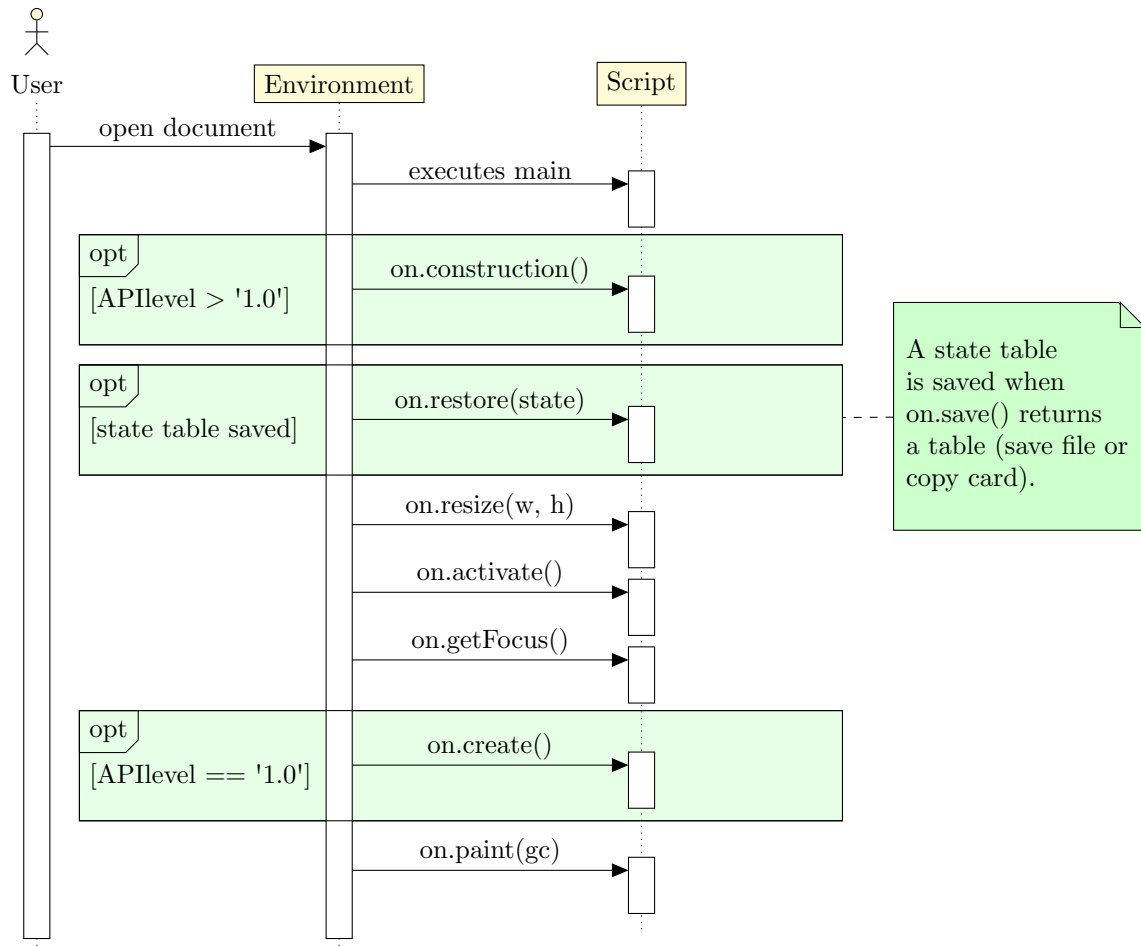 User
Environment
Script
open document
executes main
opt
on.construction()
[APIlevel > '1.0']
opt
on.restore(state)
[state table saved]
A state table
is saved when
on.save() returns
a table (save file or
copy card).
on.resize(w, h)
on.activate()
on.getFocus()
opt
on.create()
[APIlevel == '1.0']
on.paint(gc)